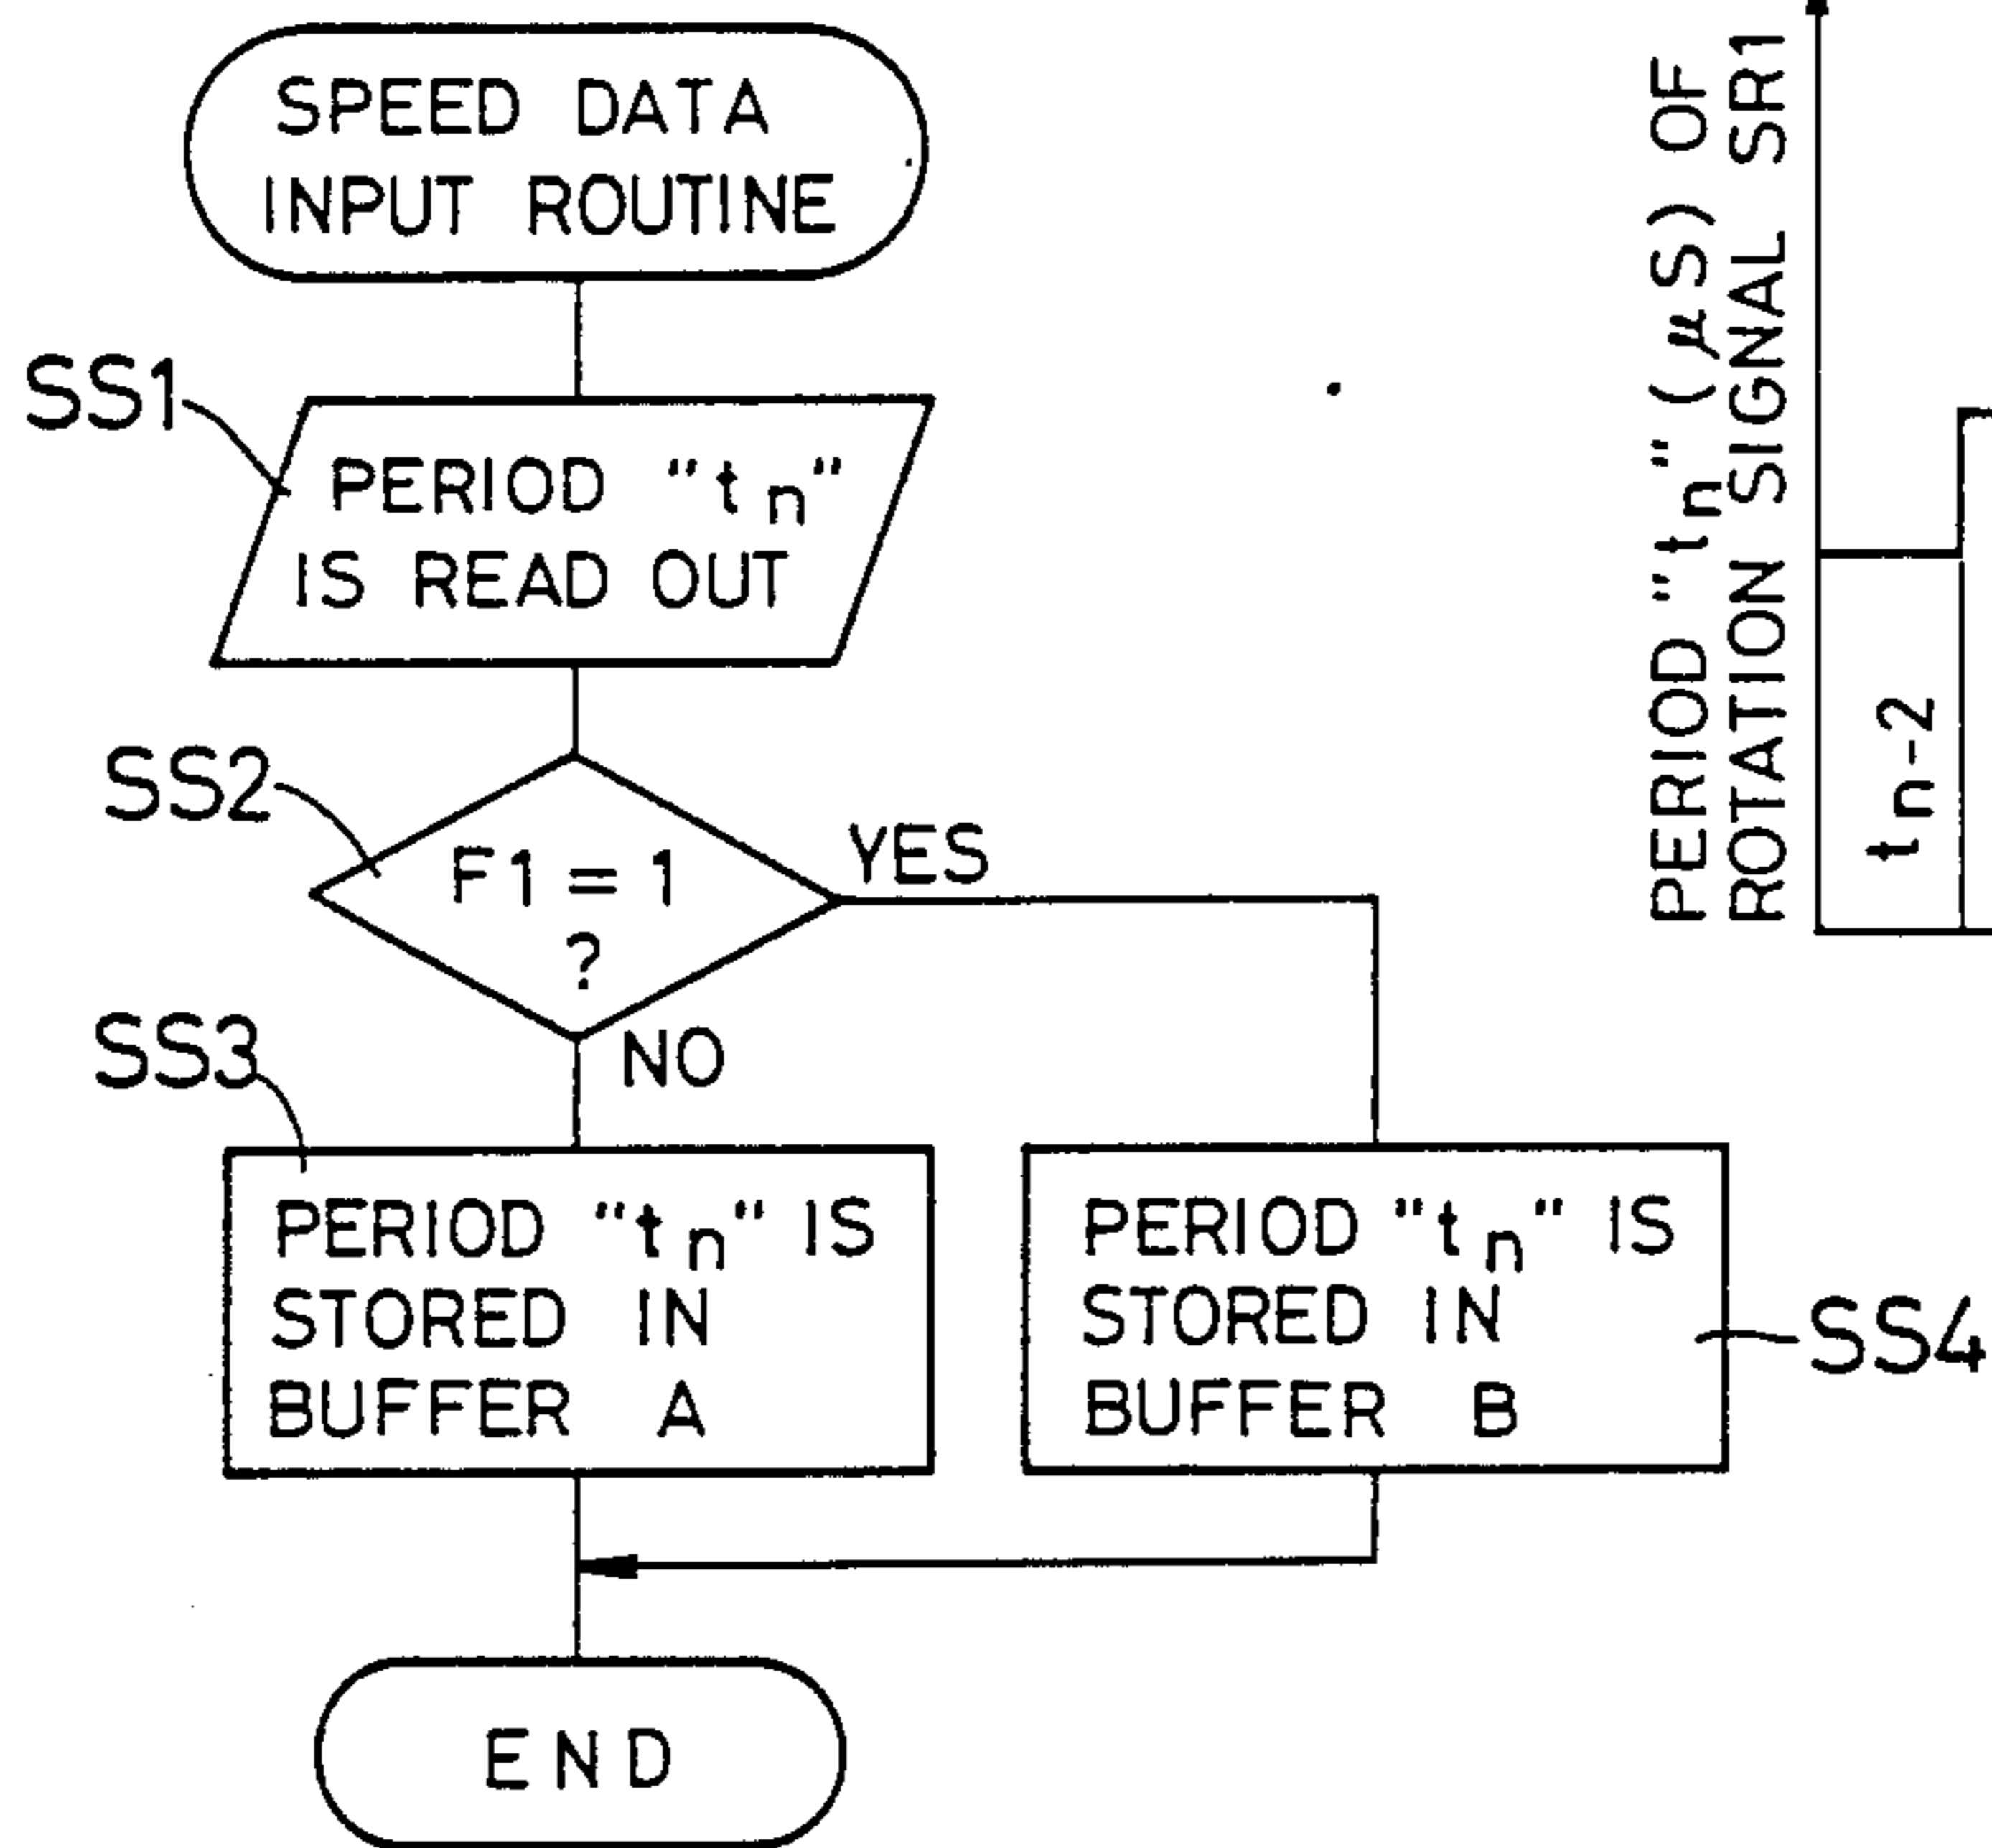 SPEED DATA
INPUT ROUTINE
SS1
PERIOD "tn"
IS READ OUT
SS2
F1 = 1
?
YES
NO
SS3
PERIOD "tn" IS
STORED IN
BUFFER A
PERIOD "tn" IS
STORED IN
BUFFER B
SS4
END
PERIOD "tn" (μS) OF
ROTATION SIGNAL SR1
tn-2